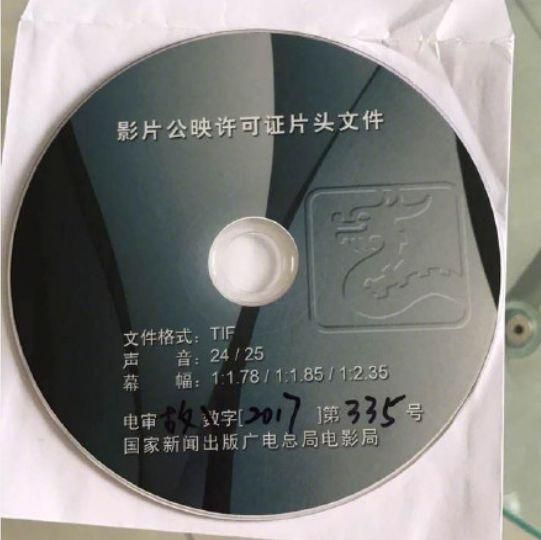 影片公映许可证片头文件
文件格式：TIF
声 音：24 / 25
幕 幅：1:1.78 / 1:1.85 / 1:2.35
电审故 数字[2017 ]第335号
国家新闻出版广电总局电影局